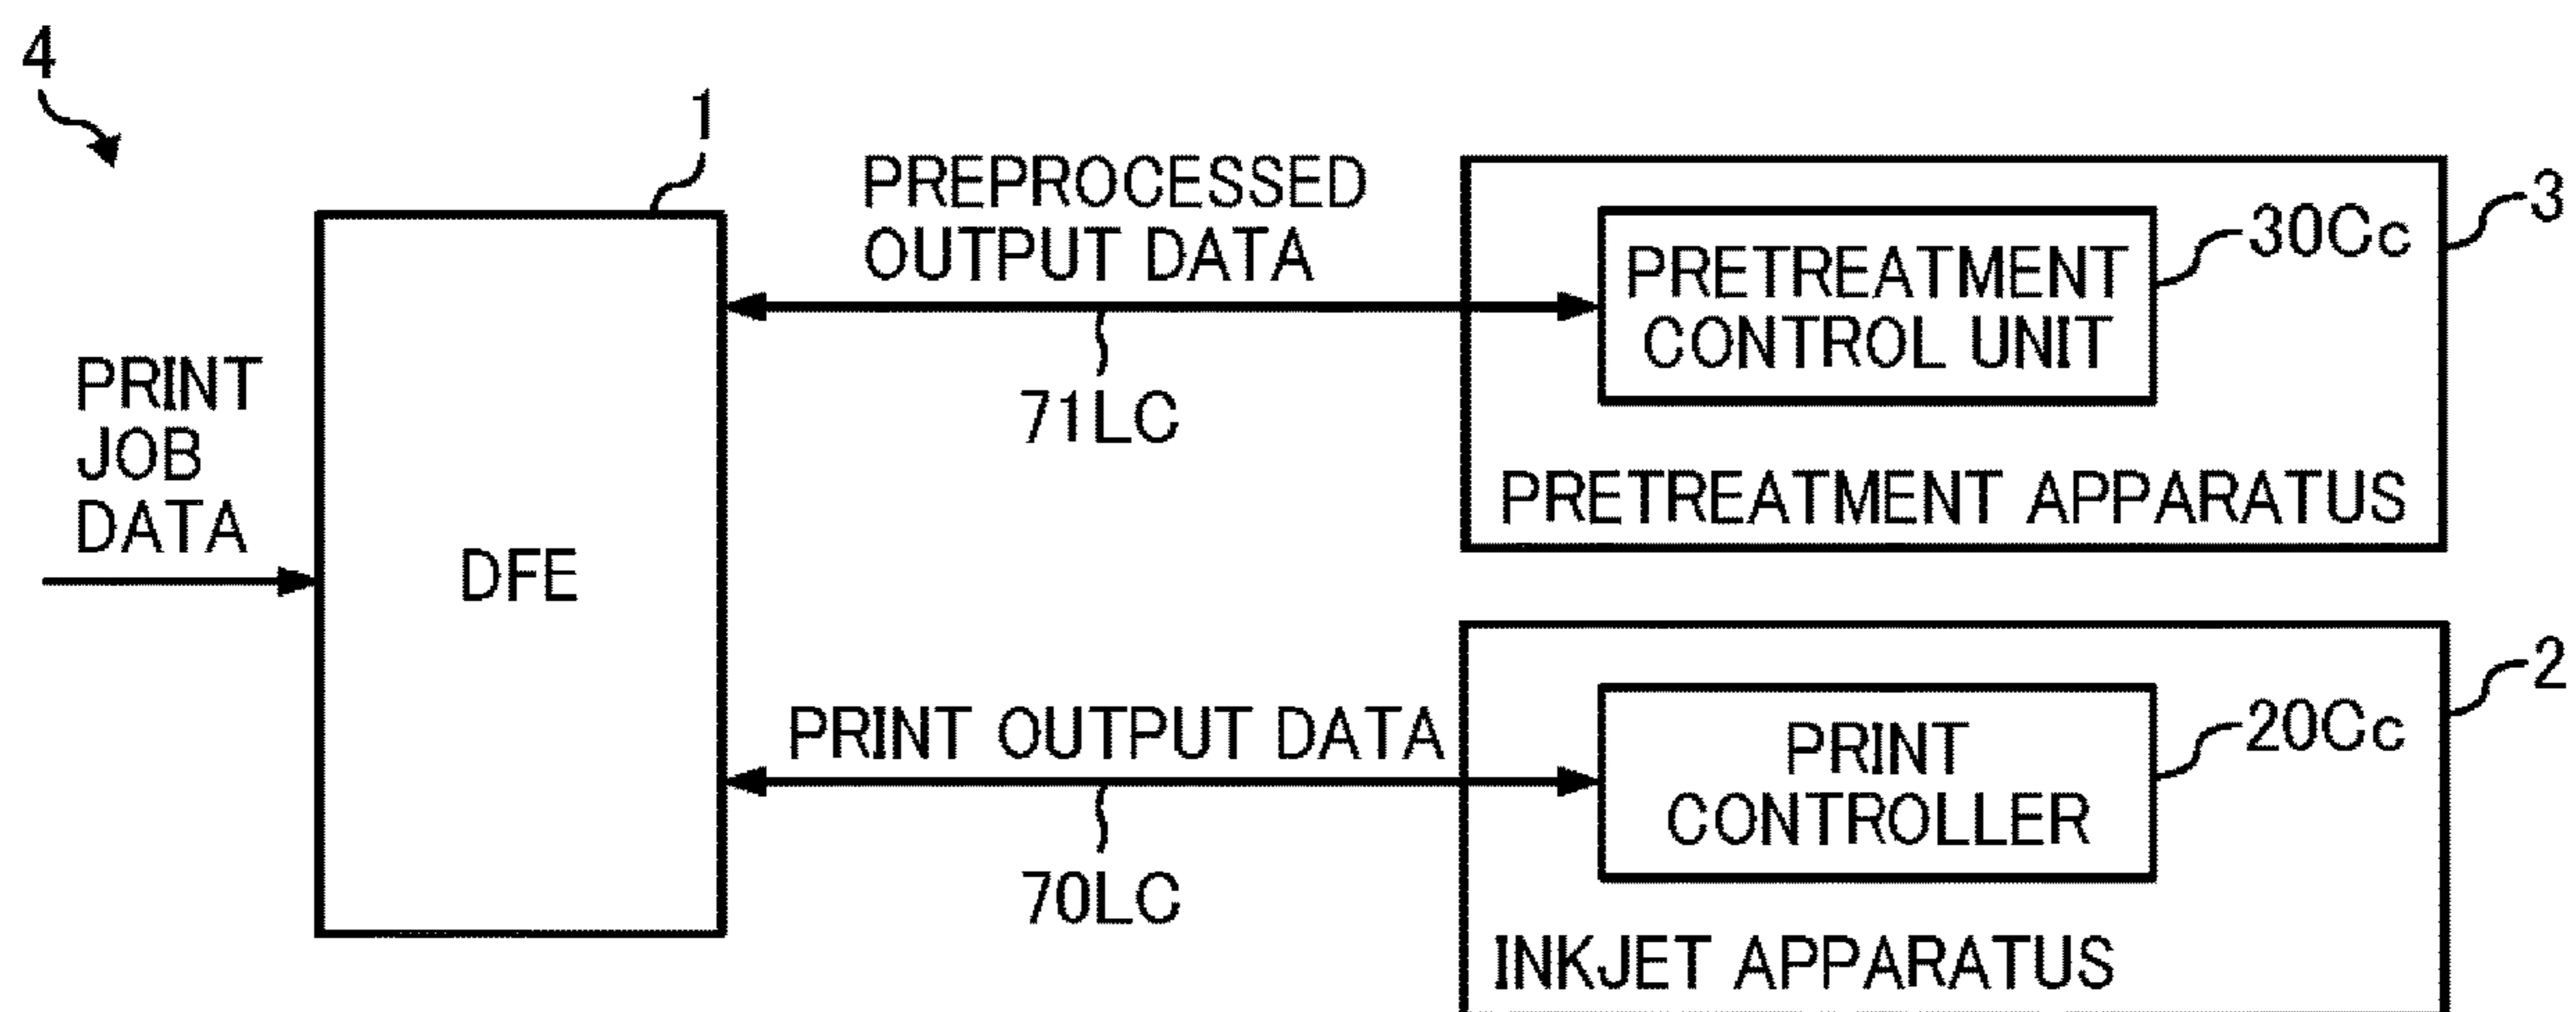 4
1
PREPROCESSED
OUTPUT DATA
3
30Cc
PRETREATMENT
CONTROL UNIT
71LC
PRETREATMENT APPARATUS
PRINT
JOB
DATA
DFE
2
20Cc
PRINT OUTPUT DATA
PRINT
CONTROLLER
70LC
INKJET APPARATUS